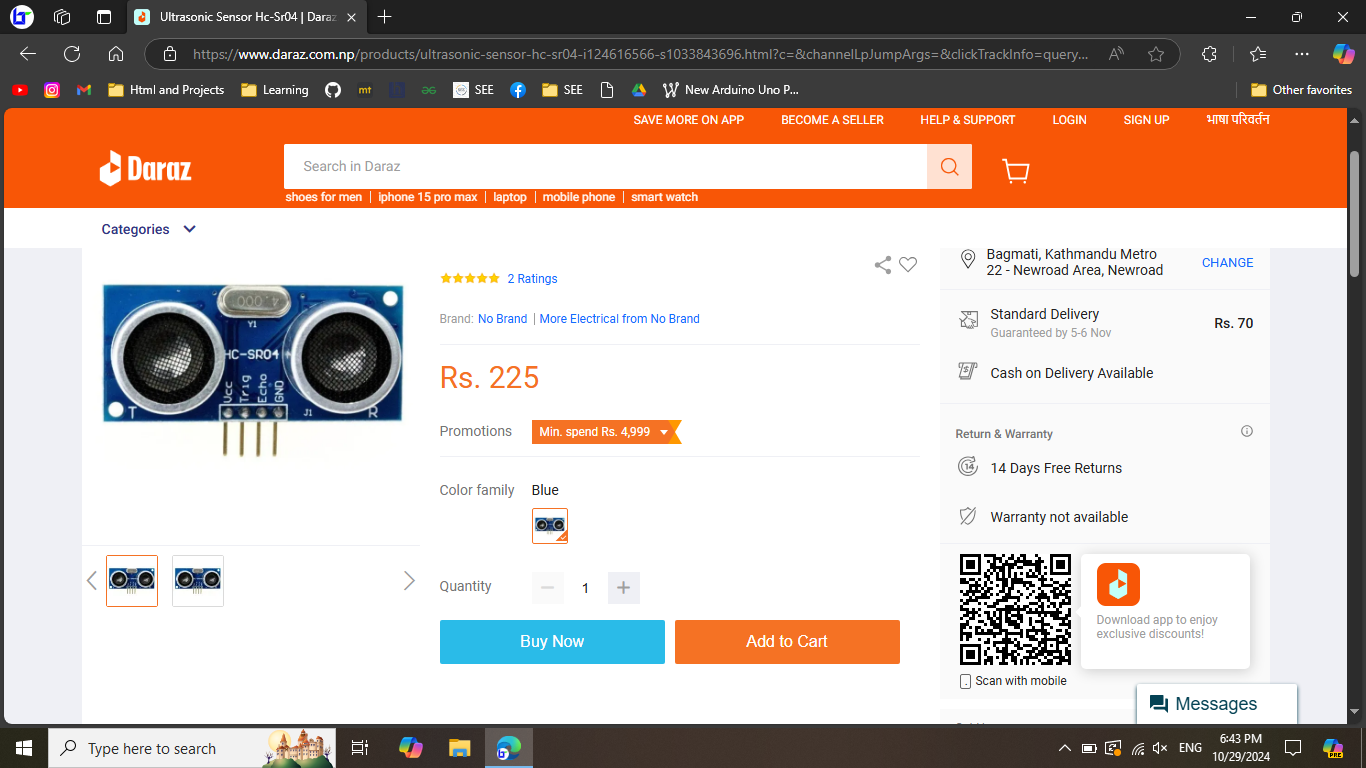 Ultrasonic Sensor Hc-Sr04 | Daraz
https://www.daraz.com.np/products/ultrasonic-sensor-hc-sr04-i124616566-s1033843696.html?c=&channelLpJumpArgs=&clickTrackInfo=query...
Html and Projects
Learning
mt
SEE
SEE
New Arduino Uno P...
Other favorites
SAVE MORE ON APP
BECOME A SELLER
HELP & SUPPORT
LOGIN
SIGN UP
भाषा परिवर्तन
Daraz
Search in Daraz
shoes for men
iphone 15 pro max
laptop
mobile phone
smart watch
Categories
4.000
Y1
HC-SR04
Vcc
Trig
Echo
GND
J1
T
R
2 Ratings
Brand: No Brand | More Electrical from No Brand
Rs. 225
Promotions
Min. spend Rs. 4,999
Color family
Blue
Quantity
1
Buy Now
Add to Cart
Bagmati, Kathmandu Metro
22 - Newroad Area, Newroad
CHANGE
Standard Delivery
Rs. 70
Guaranteed by 5-6 Nov
Cash on Delivery Available
Return & Warranty
14 Days Free Returns
Warranty not available
Download app to enjoy
exclusive discounts!
Scan with mobile
Messages
Type here to search
ENG
6:43 PM
10/29/2024
PRE